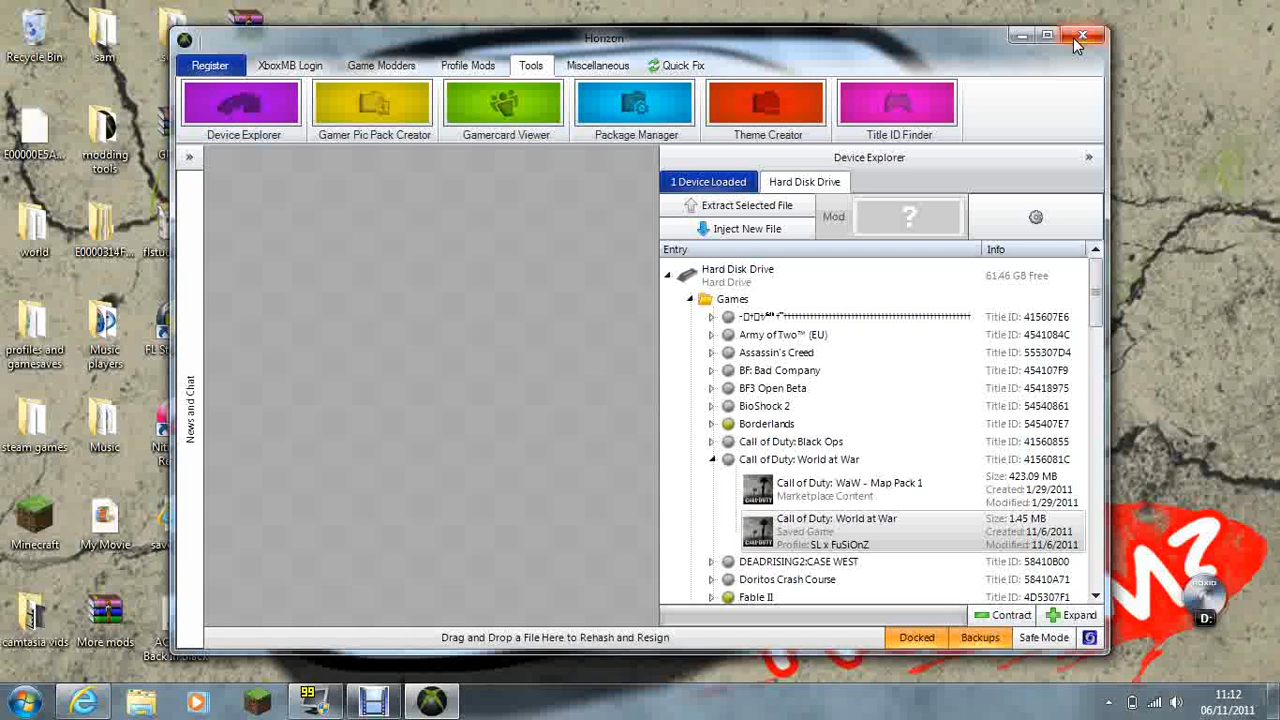 Horizon
Register XboxMB Login Game Modders Profile Mods Tools Miscellaneous Quick Fix
Device Explorer Gamer Pic Pack Creator Gamercard Viewer Package Manager Theme Creator Title ID Finder
Device Explorer
1 Device Loaded Hard Disk Drive
Extract Selected File
Mod ?
Inject New File
Entry Info
Hard Disk Drive
Hard Drive
61.46 GB Free
Games
Title ID: 415607E6
Army of Two™ (EU) Title ID: 4541084C
Assassin's Creed Title ID: 555307D4
BF: Bad Company Title ID: 454107F9
BF3 Open Beta Title ID: 45418975
BioShock 2 Title ID: 54540861
Borderlands Title ID: 545407E7
Call of Duty: Black Ops Title ID: 41560855
Call of Duty: World at War Title ID: 4156081C
Call of Duty: WaW - Map Pack 1
Marketplace Content
Size: 423.09 MB
Created: 1/29/2011
Modified: 1/29/2011
Call of Duty: World at War
Saved Game
Profile: SL x FuSiOnZ
Size: 1.45 MB
Created: 11/6/2011
Modified: 11/6/2011
DEADRISING2:CASE WEST Title ID: 58410B00
Doritos Crash Course Title ID: 58410A71
Fable II Title ID: 4D5307F1
Contract Expand
News and Chat
Drag and Drop a File Here to Rehash and Resign
Docked Backups Safe Mode
Recycle Bin
sam
E00000E5A...
modding
tools
world
E0000314F...
flstud
profiles and
gamesaves
Music
players
FL St
steam games
Music
Minecraft
My Movie
camtasia vids
More mods
Back in Black
D:
99
11:12
06/11/2011